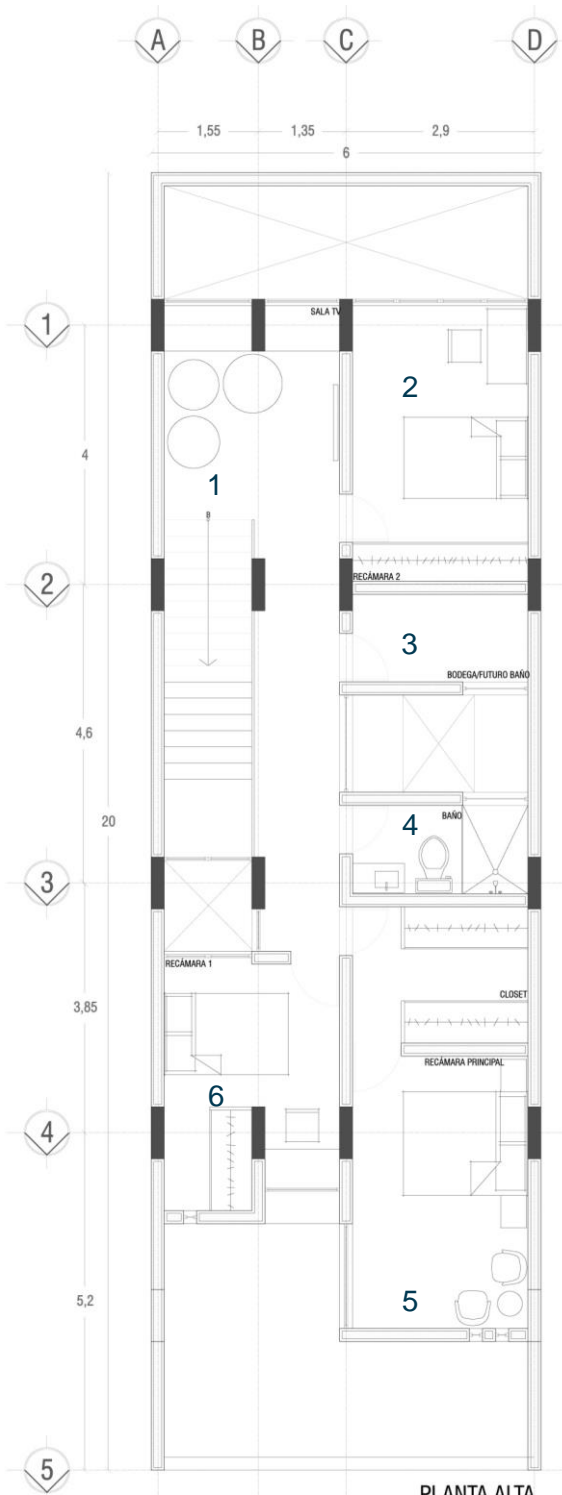 A B C D
1,55 1,35 2,9
6
SALA TV
1
2
4
1
B
2
RECÁMARA 2
3
BODEGA/FUTURO BAÑO
4,6
20
4
BAÑO
3
RECÁMARA 1
CLOSET
3,85
RECÁMARA PRINCIPAL
6
4
5,2
5
5
PLANTA ALTA